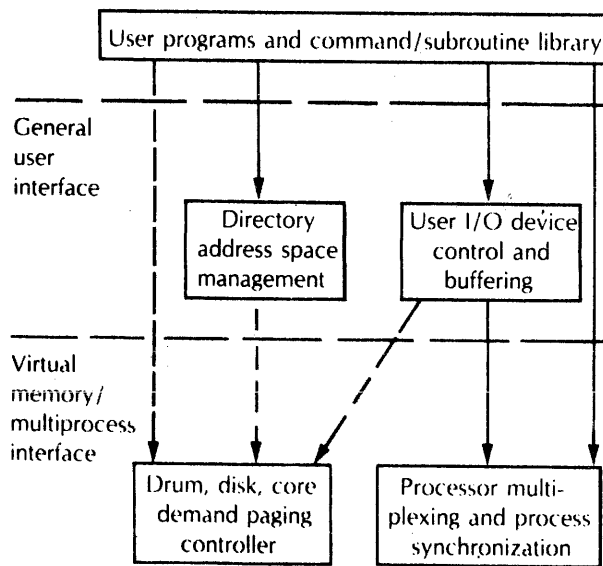 User programs and command/subroutine library
General
user
interface
Directory
address space
management
User I/O device
control and
buffering
Virtual
memory/
multiprocess
interface
Drum, disk, core
demand paging
controller
Processor multi-
plexing and process
synchronization